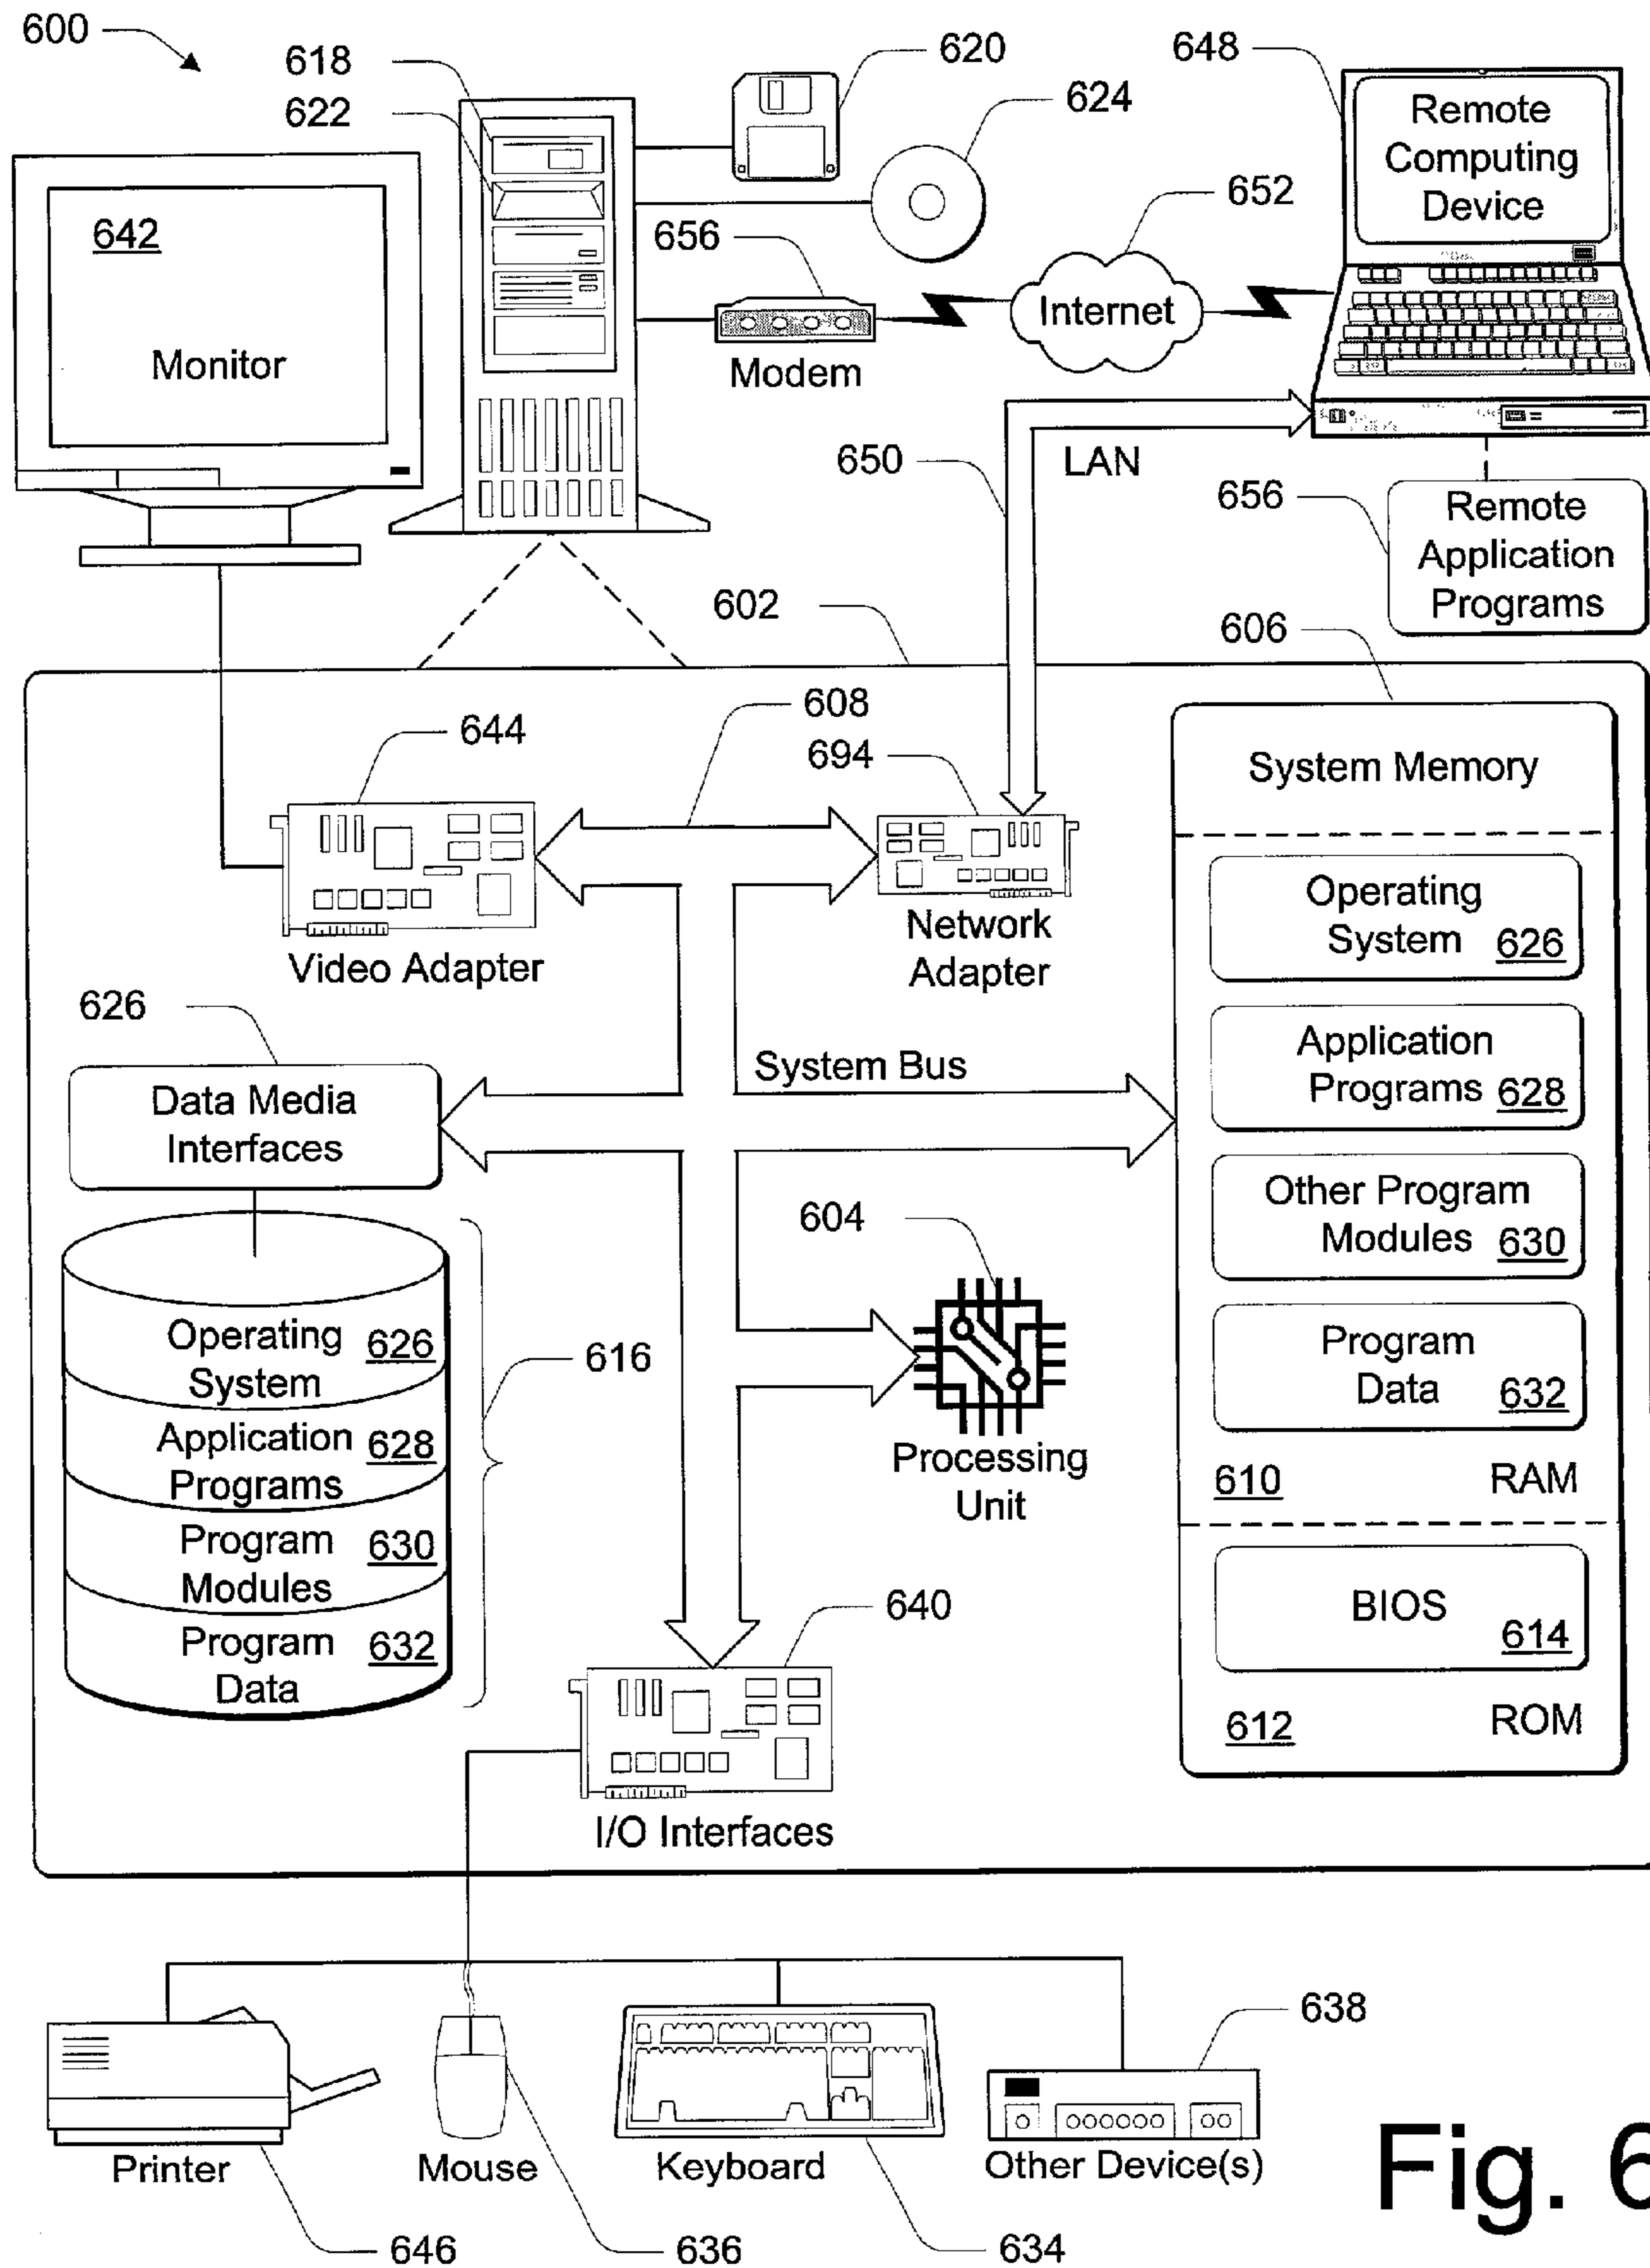 600
618
622
620
624
648
Remote
Computing
Device
642
Monitor
656
Modem
652
Internet
650
LAN
656
Remote
Application
Programs
602
606
608
644
694
Video Adapter
Network
Adapter
System Memory
Operating
System 626
Application
Programs 628
Other Program
Modules 630
Program
Data 632
610 RAM
BIOS
614
612 ROM
626
Data Media
Interfaces
System Bus
604
Processing
Unit
Operating
System 626
Application
Programs 628
Program
Modules 630
Program
Data 632
616
640
I/O Interfaces
638
Printer
Mouse
Keyboard
Other Device(s)
646
636
634
Fig. 6